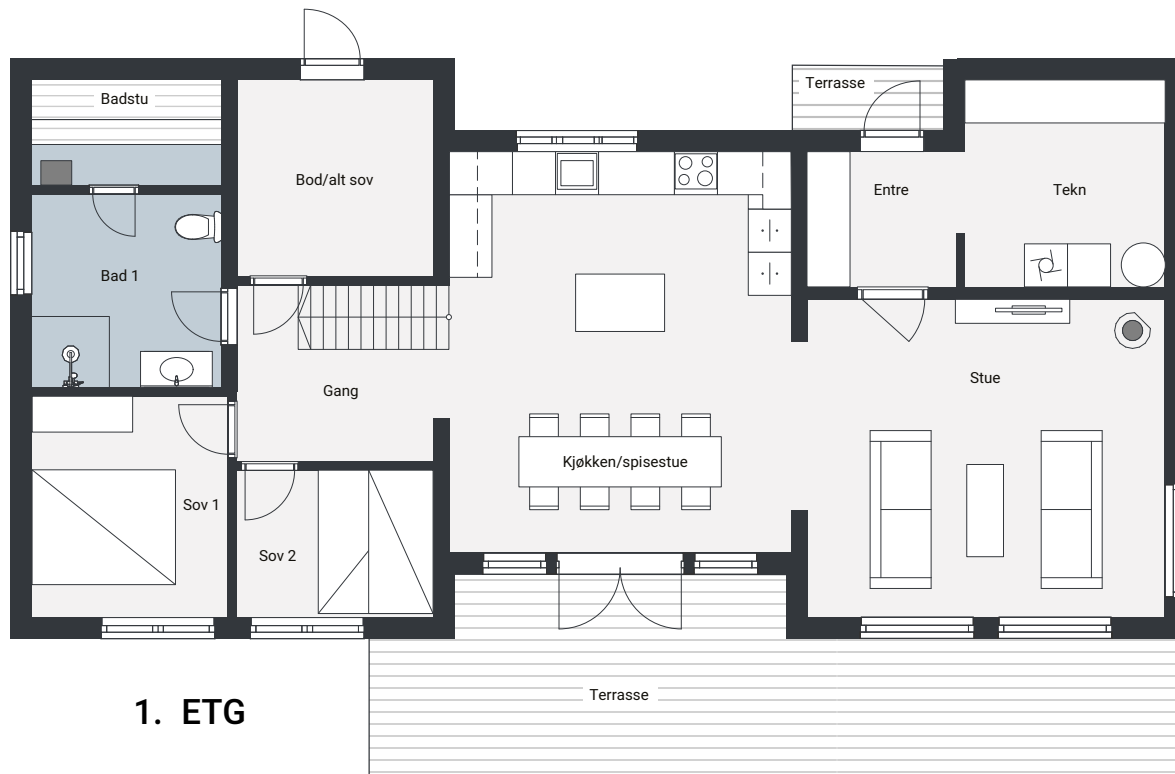 Terrasse
Badstu
Bod/alt sov
Entre
Tekn
Bad 1
Stue
Gang
Kjøkken/spisestue
Sov 1
Sov 2
Terrasse
1. ETG